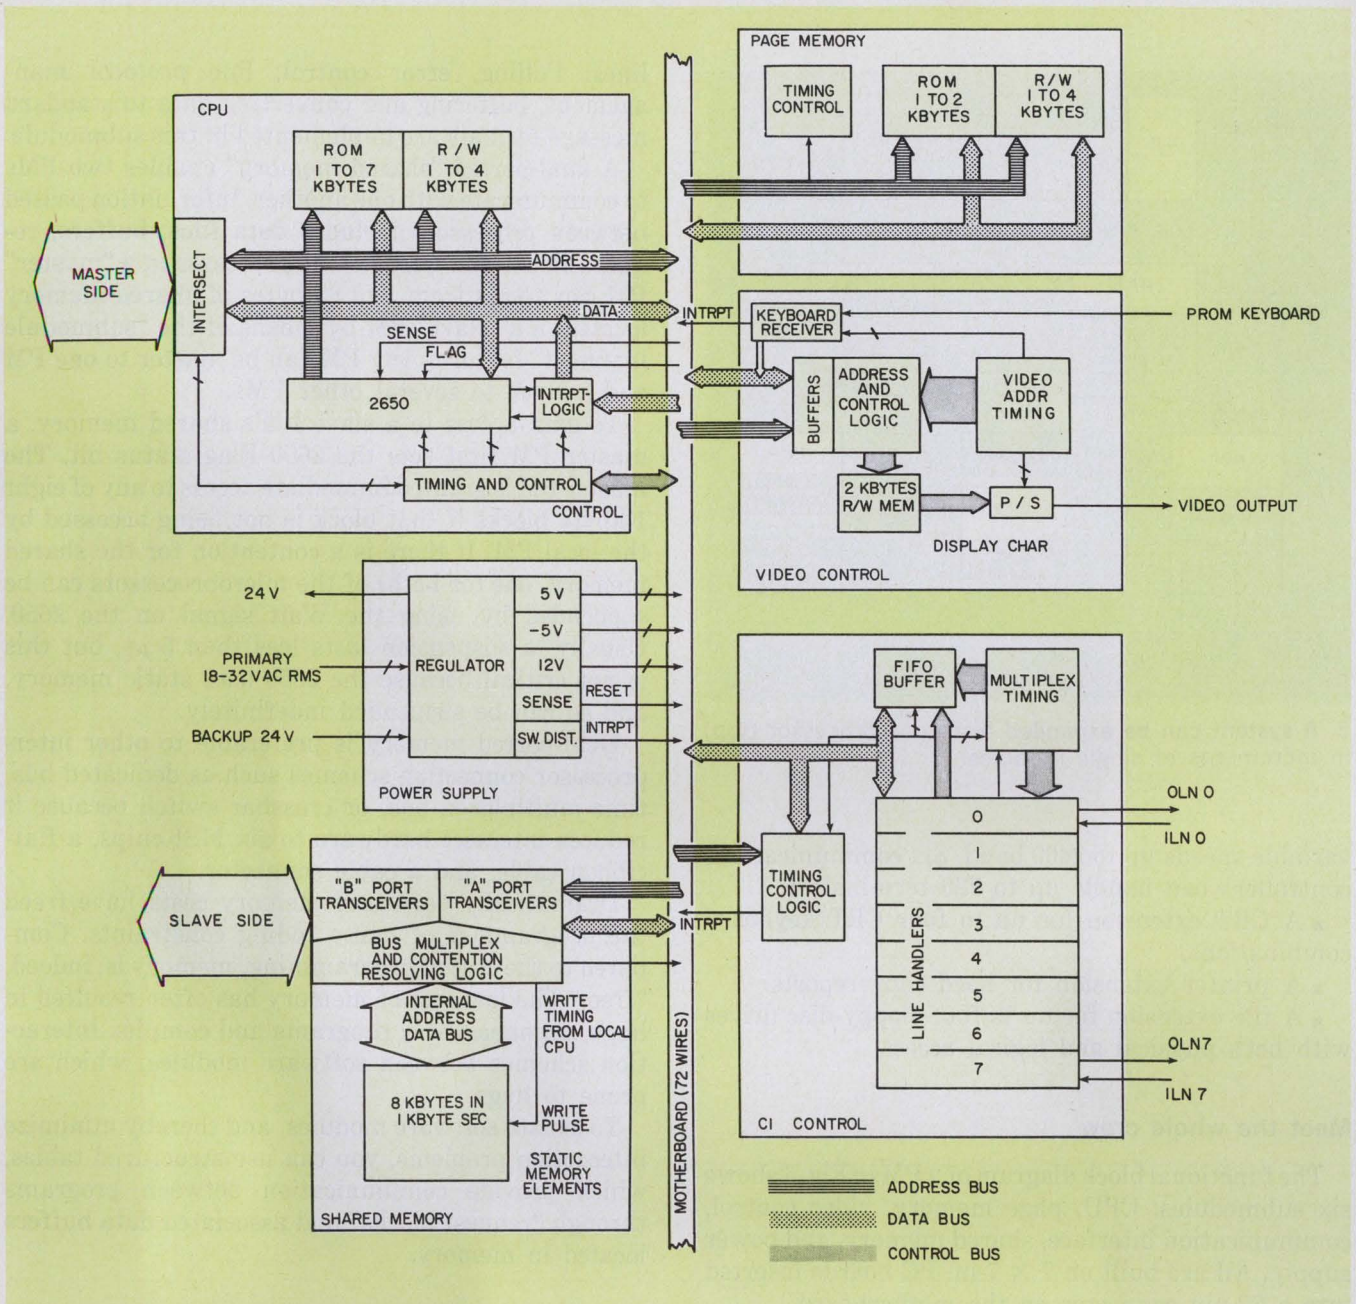 CPU
ROM
1 TO 7
KBYTES
R / W
1 TO 4
KBYTES
MASTER
SIDE
INTERSECT
ADDRESS
DATA
SENSE
FLAG
2650
INTRPT-
LOGIC
TIMING AND CONTROL
CONTROL
PAGE MEMORY
TIMING
CONTROL
ROM
1 TO 2
KBYTES
R/W
1 TO 4
KBYTES
INTRPT
KEYBOARD
RECEIVER
PROM KEYBOARD
BUFFERS
ADDRESS
AND
CONTROL
LOGIC
VIDEO
ADDR
TIMING
2 KBYTES
R/W MEM
P / S
VIDEO OUTPUT
DISPLAY CHAR
VIDEO CONTROL
24 V
PRIMARY
18-32 VAC RMS
BACKUP 24 V
REGULATOR
5 V
-5V
12V
SENSE
SW. DIST.
RESET
INTRPT
POWER SUPPLY
FIFO
BUFFER
MULTIPLEX
TIMING
0
3
4
5
6
7
LINE HANDLERS
OLN 0
ILN 0
OLN7
ILN 7
TIMING
CONTROL
LOGIC
INTRPT
CI CONTROL
SLAVE SIDE
"B" PORT
TRANSCEIVERS
"A" PORT
TRANSCEIVERS
BUS MULTIPLEX
AND CONTENTION
RESOLVING LOGIC
INTERNAL
ADDRESS
DATA BUS
WRITE
TIMING
FROM LOCAL
CPU
8 KBYTES IN
1 KBYTE SEC
WRITE
PULSE
STATIC
MEMORY
ELEMENTS
SHARED MEMORY
MOTHERBOARD (72 WIRES)
ADDRESS BUS
DATA BUS
CONTROL BUS